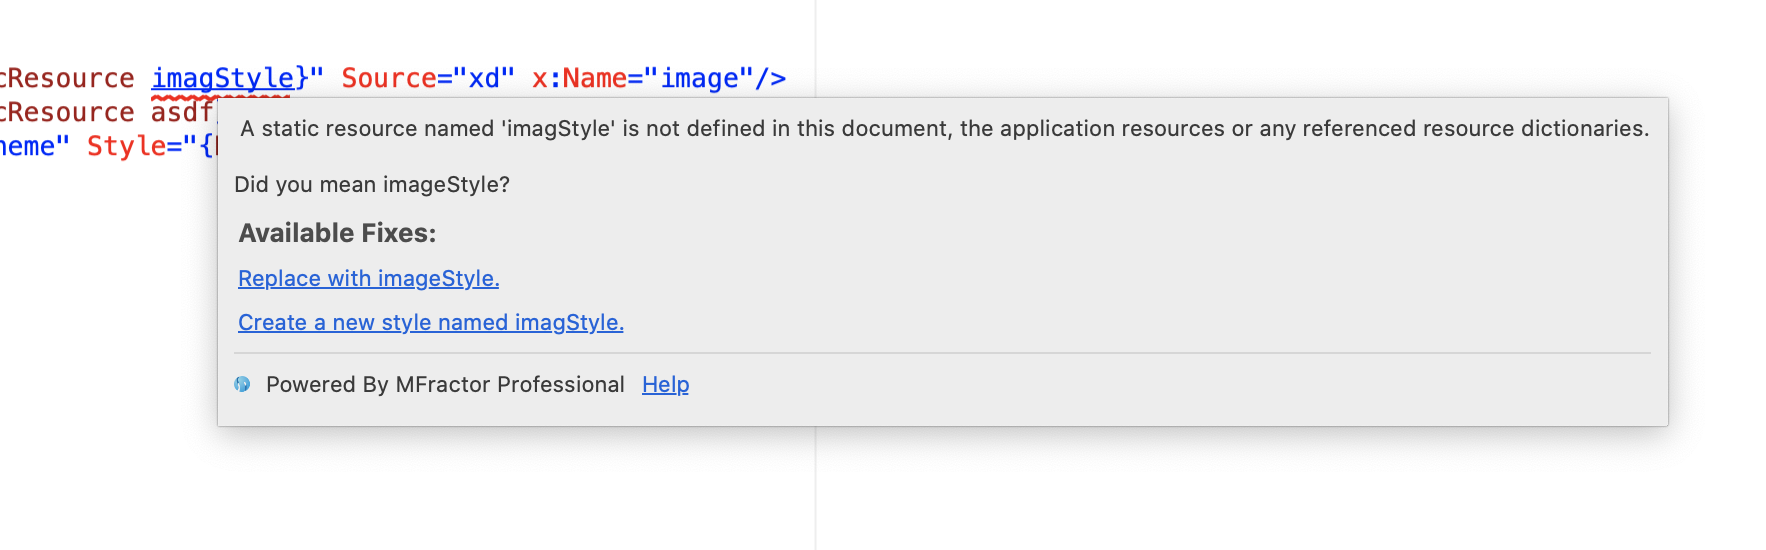 cResource imagStyle}" Source="xd" x:Name="image"/>
cResource asdf
heme" Style="{
A static resource named 'imagStyle' is not defined in this document, the application resources or any referenced resource dictionaries.
Did you mean imageStyle?
Available Fixes:
Replace with imageStyle.
Create a new style named imagStyle.
Powered By MFractor Professional Help